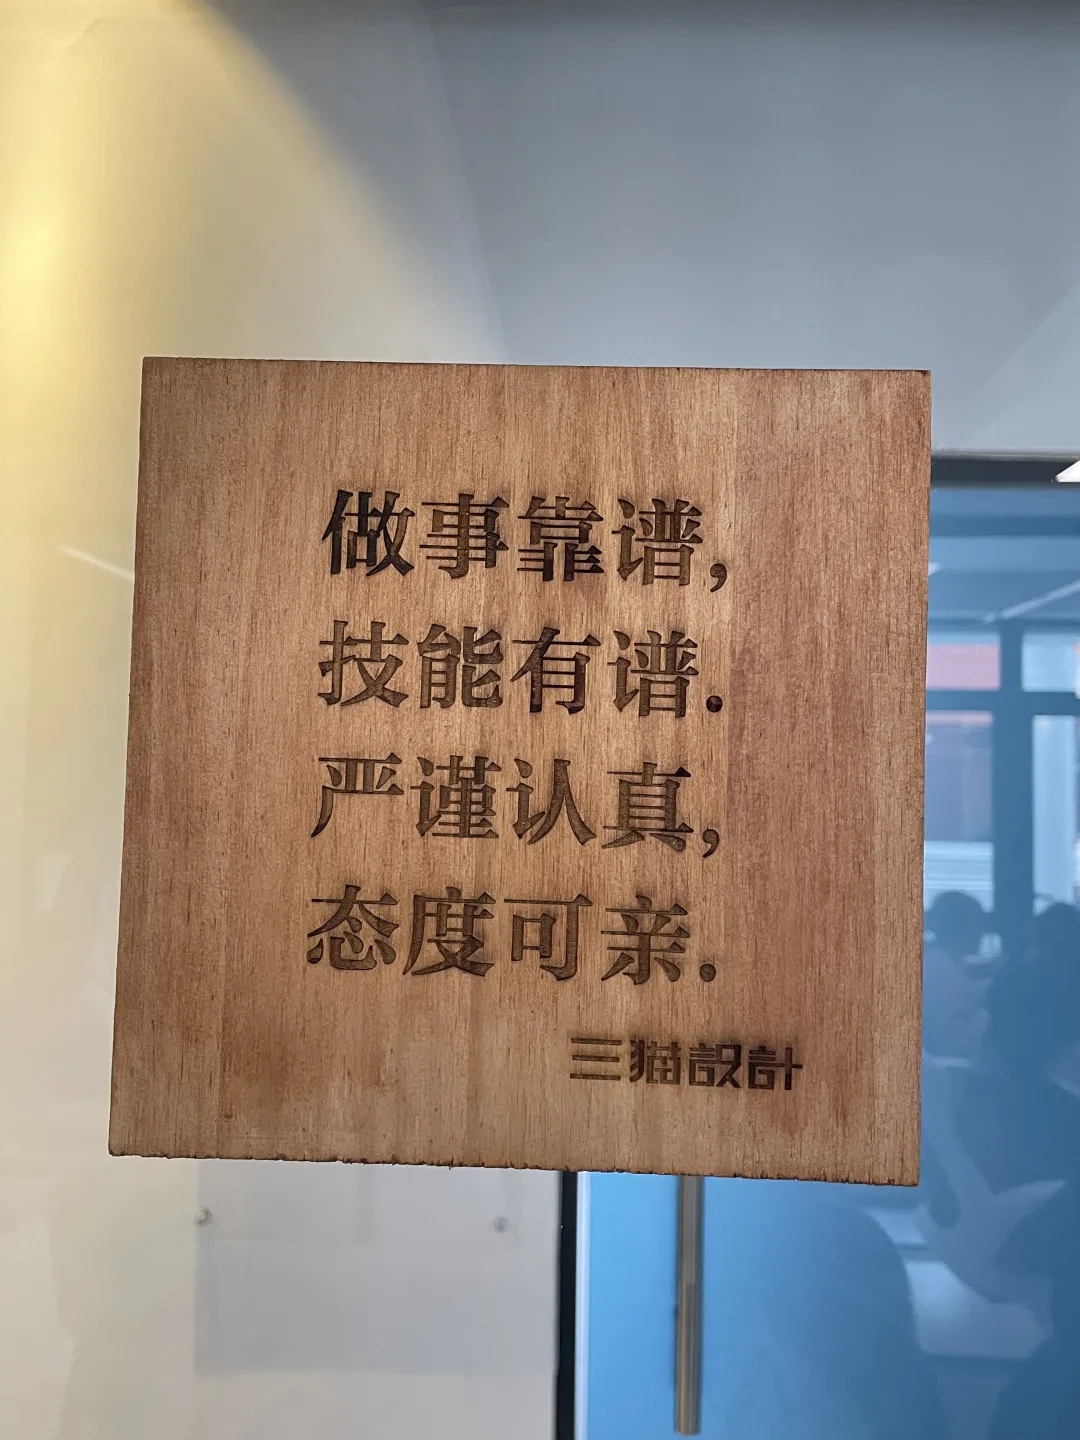 做事靠谱,
技能有谱.
严谨认真,
态度可亲.
三猫設計